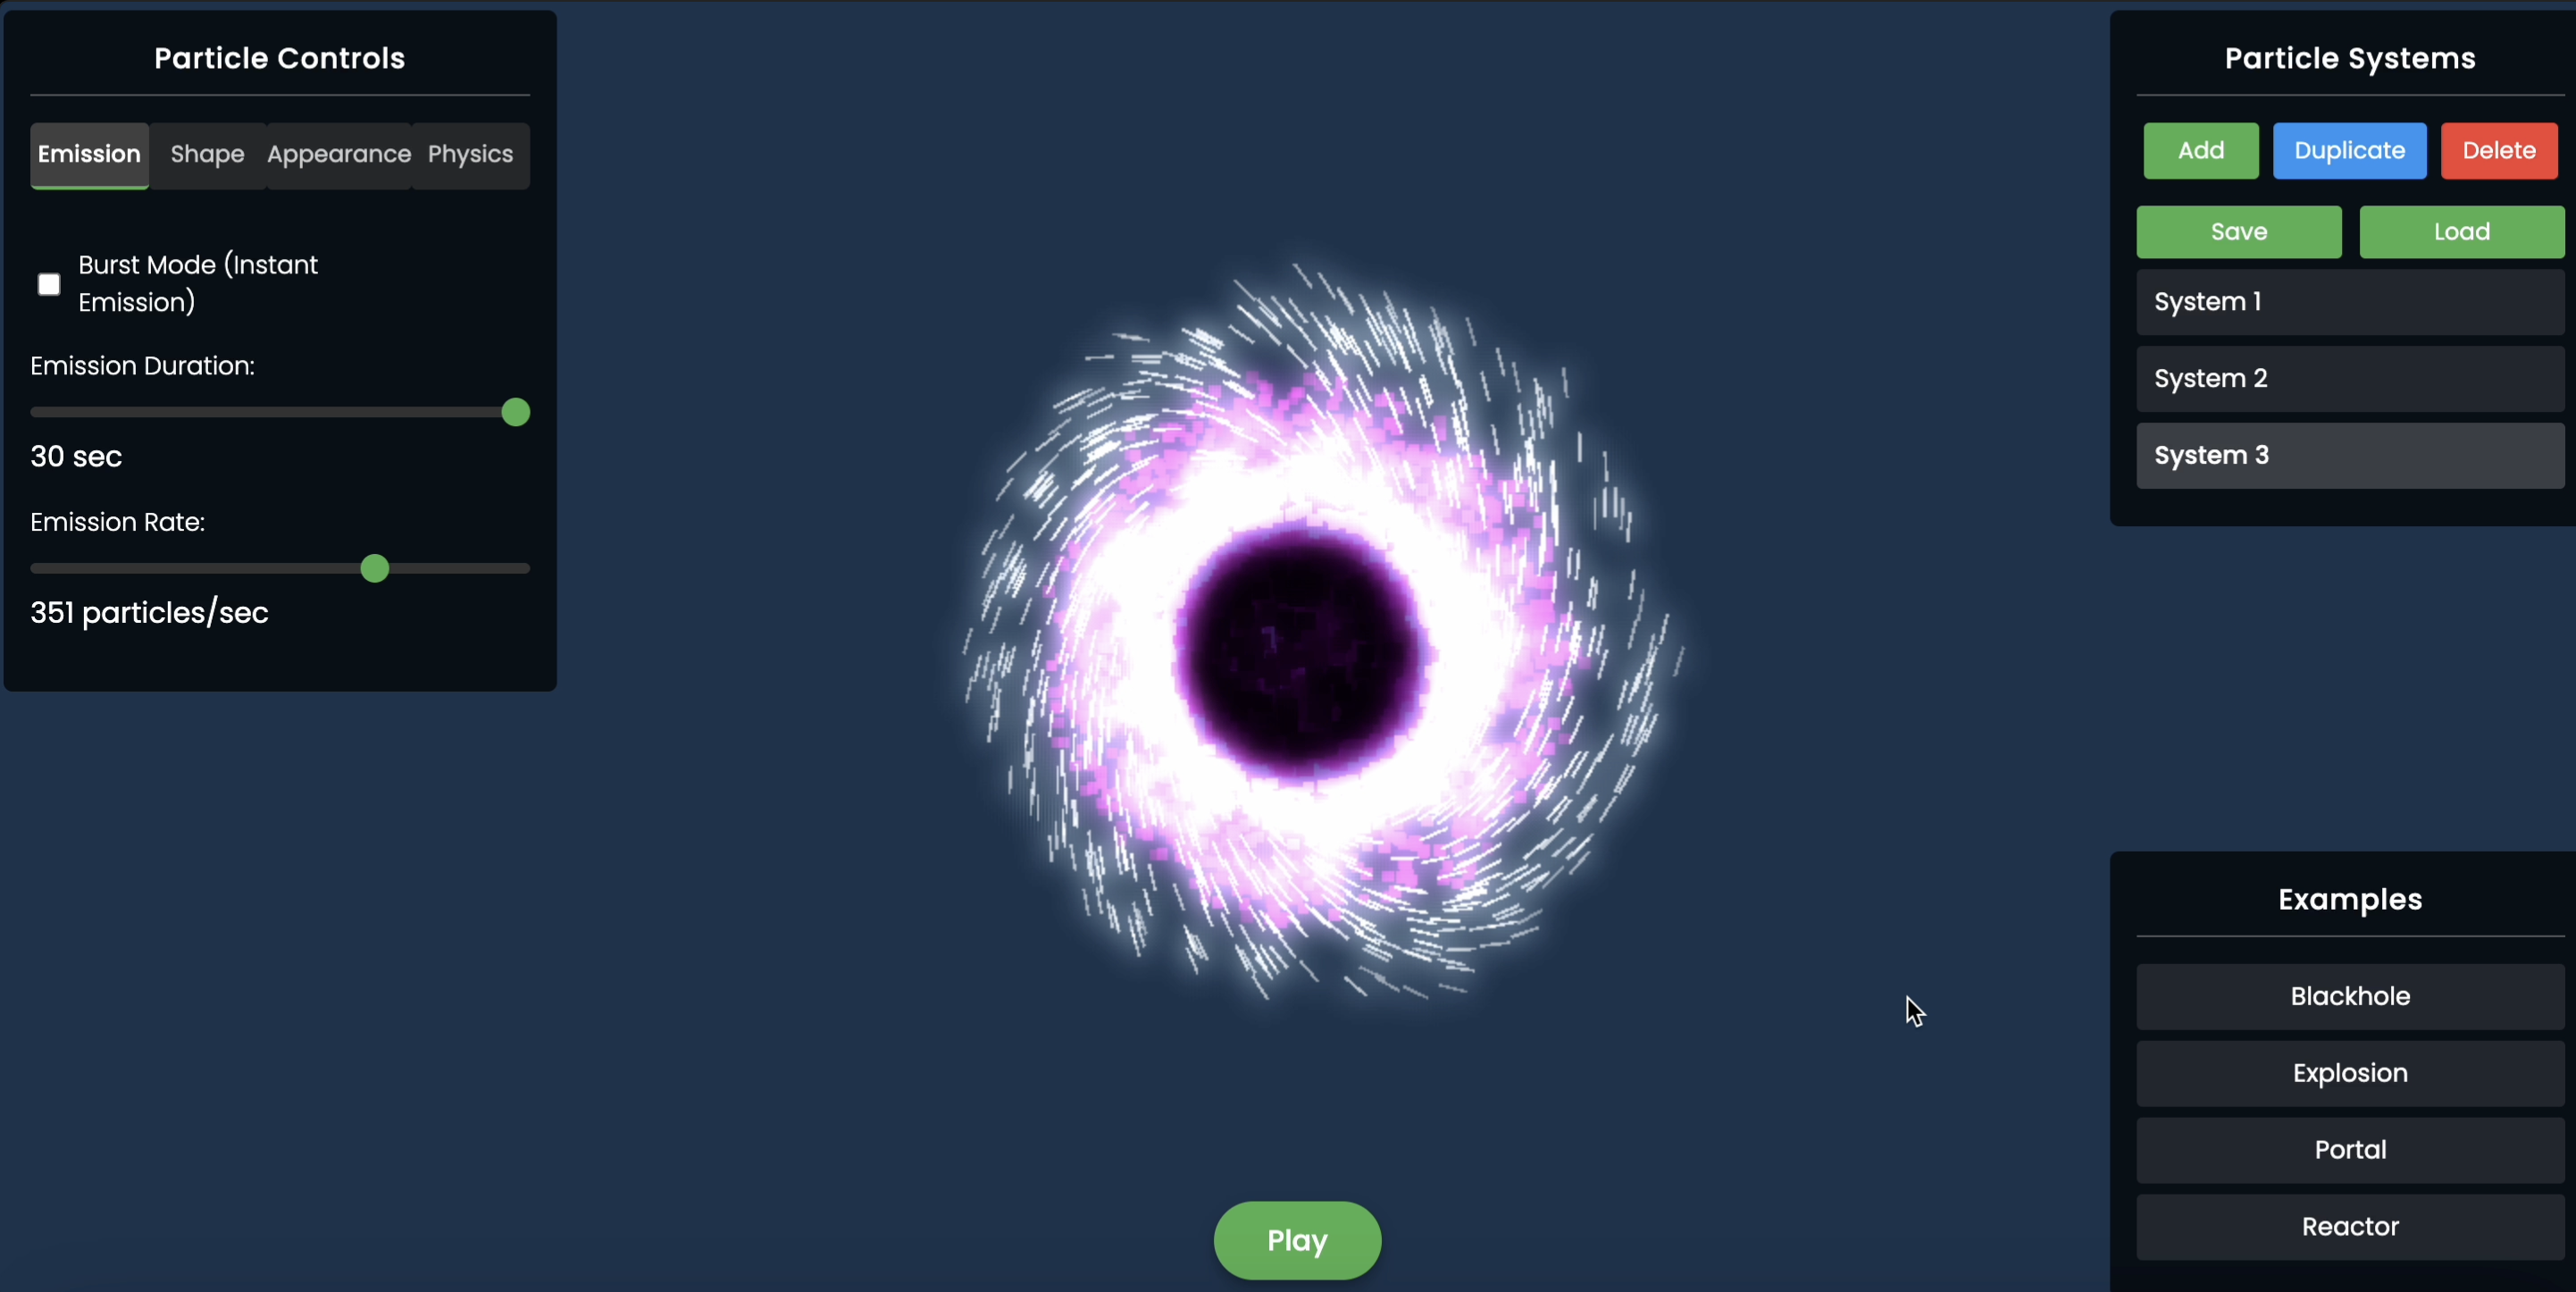 Particle Controls
Emission Shape Appearance Physics
Burst Mode (Instant
Emission)
Emission Duration:
30 sec
Emission Rate:
351 particles/sec
Particle Systems
Add Duplicate Delete
Save Load
System 1
System 2
System 3
Examples
Blackhole
Explosion
Portal
Reactor
Play